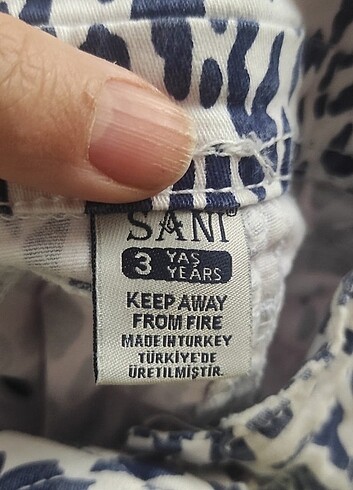 SANI®
3 YAŞ
YEARS
KEEP AWAY
FROM FIRE
MADE IN TURKEY
TÜRKİYE'DE
ÜRETİLMİŞTİR.